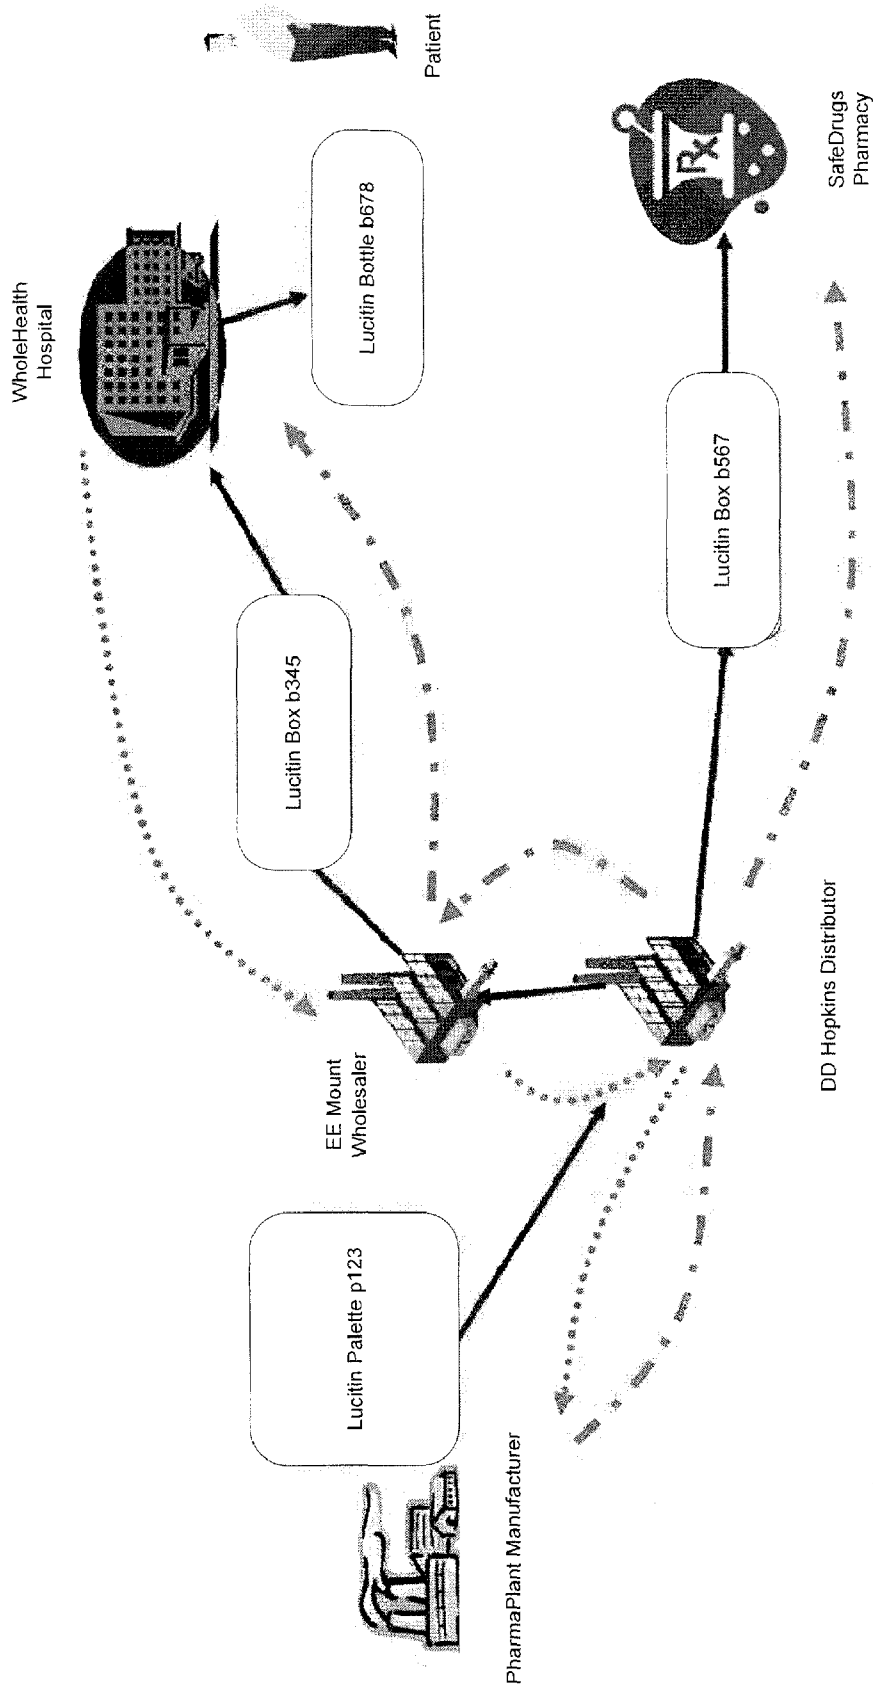 PharmaPlant Manufacturer
Lucitin Palette p123
EE Mount
Wholesaler
DD Hopkins Distributor
Lucitin Box b345
Lucitin Box b567
WholeHealth
Hospital
Lucitin Bottle b678
Patient
SafeDrugs
Pharmacy
Rx